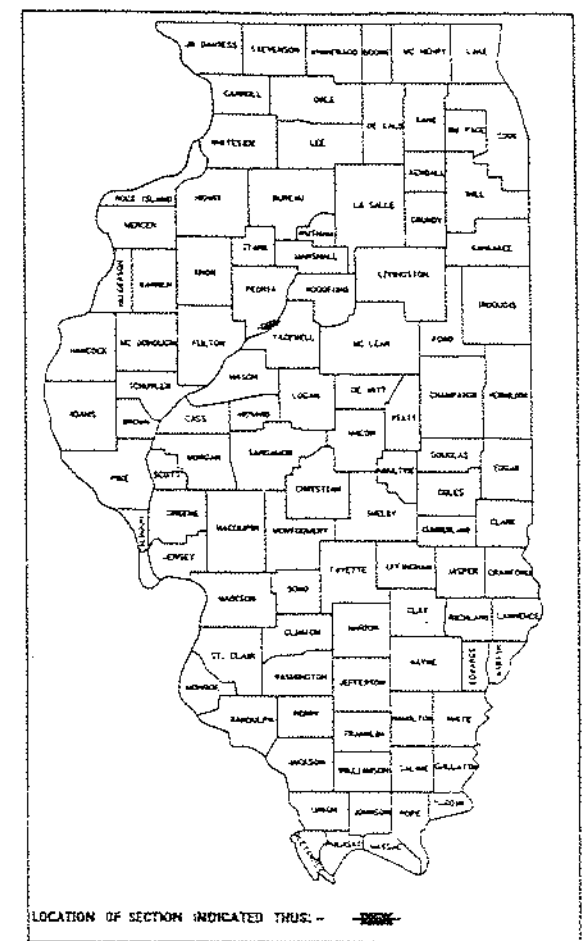 JO DAVIESS STEPHENSON WINNEBAGO BOONE MC HENRY LAKE
CARROLL OGLE
DE KALB KANE DU PAGE COOK
WHITESIDE LEE
KENDALL
ROCK ISLAND HENRY BUREAU LA SALLE GRUNDY WILL
MERCER
PUTNAM
STARK MARSHALL KANKAKEE
HENDERSON WARREN KNOX PEORIA WOODFORD LIVINGSTON IROQUOIS
HANCOCK MC DONOUGH FULTON TAZEWELL MC LEAN FORD
SCHUYLER MASON LOGAN DE WITT CHAMPAIGN VERMILION
ADAMS BROWN CASS MENARD PIATT
MACON
MORGAN SANGAMON DOUGLAS EDGAR
PIKE SCOTT CHRISTIAN MOULTRIE COLES
GREENE MACOUPIN MONTGOMERY SHELBY CUMBERLAND CLARK
CALHOUN JERSEY
FAYETTE EFFINGHAM JASPER CRAWFORD
MADISON BOND
CLAY RICHLAND LAWRENCE
CLINTON MARION
ST. CLAIR WAYNE EDWARDS WABASH
WASHINGTON JEFFERSON
MONROE
RANDOLPH PERRY HAMILTON WHITE
FRANKLIN
JACKSON WILLIAMSON SALINE GALLATIN
UNION JOHNSON POPE HARDIN
ALEXANDER PULASKI MASSAC
LOCATION OF SECTION INDICATED THUS: -